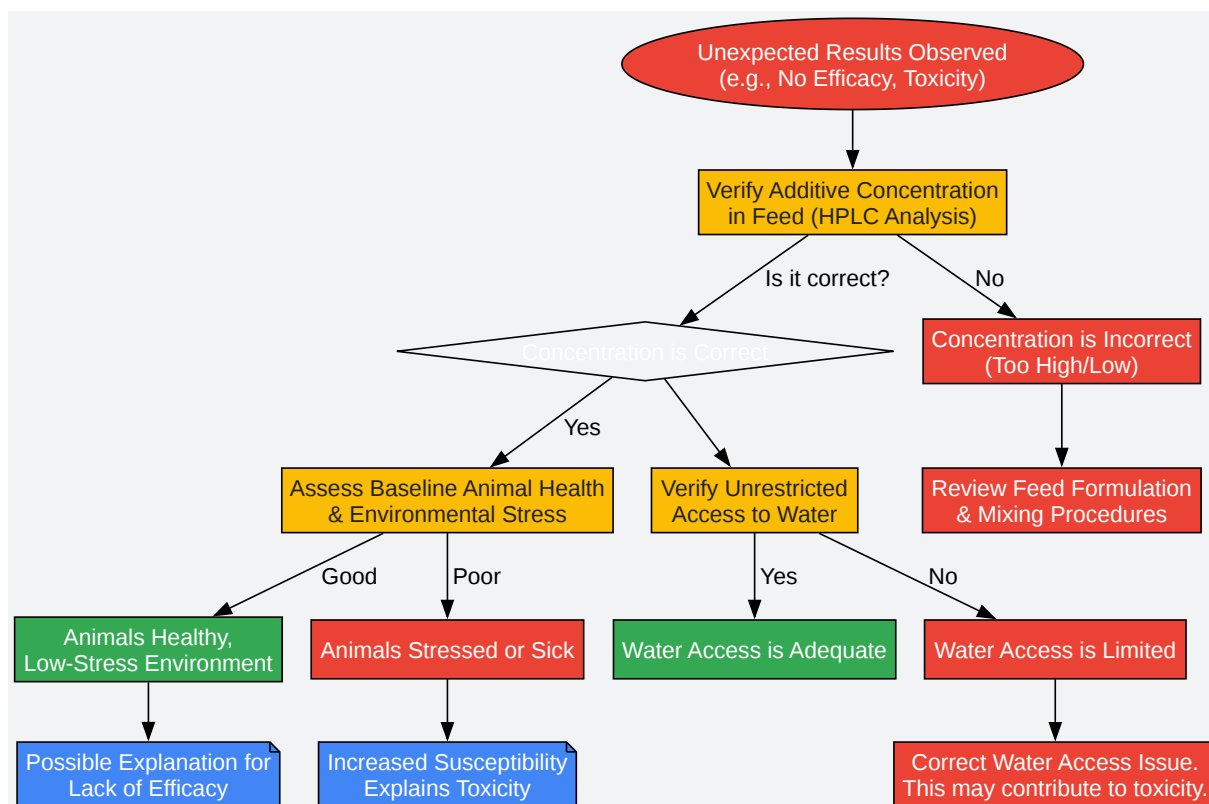 Unexpected Results Observed
(e.g., No Efficacy, Toxicity)
Verify Additive Concentration
in Feed (HPLC Analysis)
Is it correct?
No
Concentration is Correct
Concentration is Incorrect
(Too High/Low)
Yes
Assess Baseline Animal Health
& Environmental Stress
Verify Unrestricted
Access to Water
Review Feed Formulation
& Mixing Procedures
Good
Poor
Yes
No
Animals Healthy,
Low-Stress Environment
Animals Stressed or Sick
Water Access is Adequate
Water Access is Limited
Possible Explanation for
Lack of Efficacy
Increased Susceptibility
Explains Toxicity
Correct Water Access Issue.
This may contribute to toxicity.